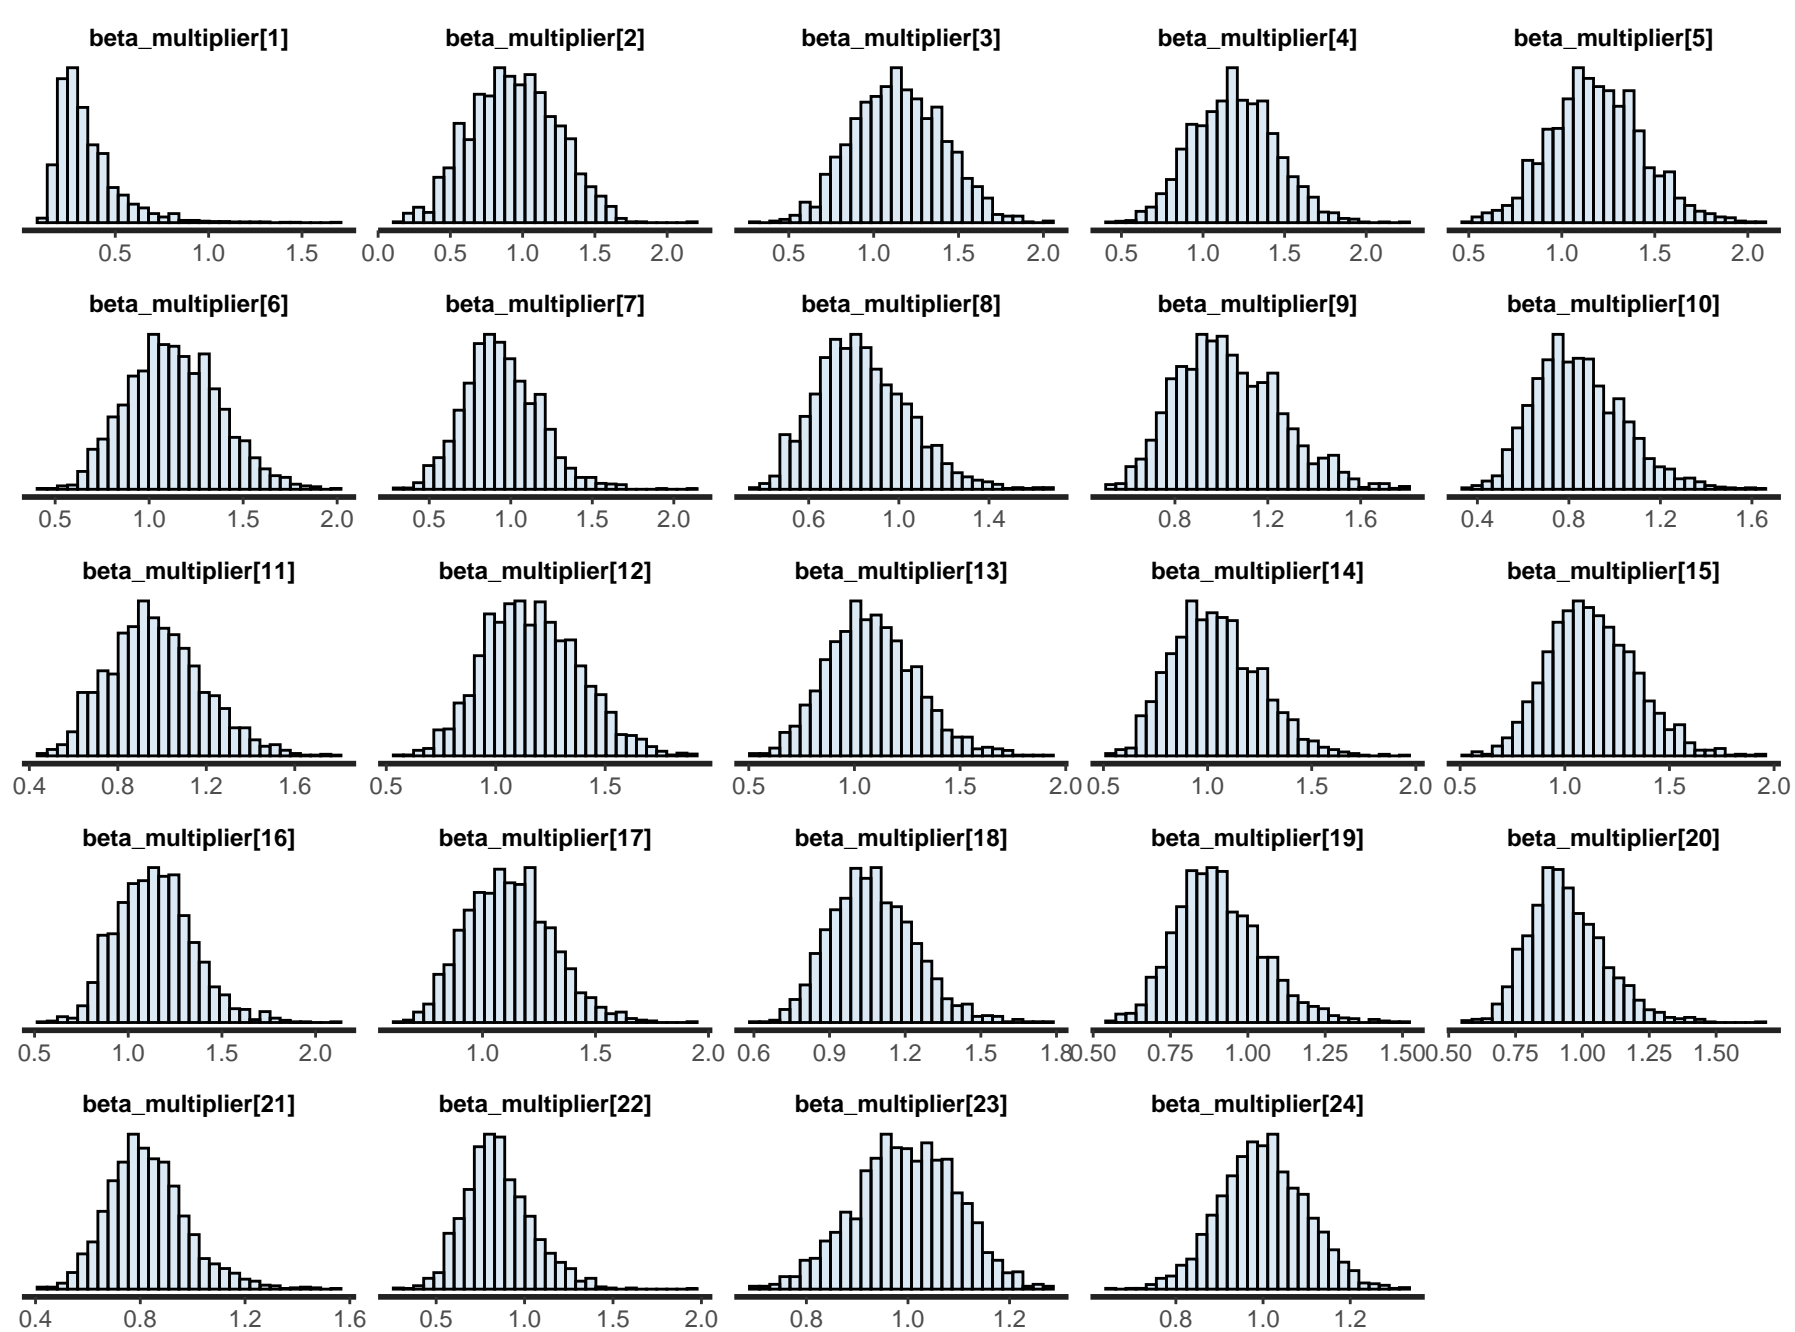 beta_multiplier[1] beta_multiplier[2] beta_multiplier[3] beta_multiplier[4] beta_multiplier[5]
0.5 1.0 1.5 0.0 0.5 1.0 1.5 2.0 0.5 1.0 1.5 2.0 0.5 1.0 1.5 2.0 0.5 1.0 1.5 2.0
beta_multiplier[6] beta_multiplier[7] beta_multiplier[8] beta_multiplier[9] beta_multiplier[10]
0.5 1.0 1.5 2.0 0.5 1.0 1.5 2.0 0.6 1.0 1.4 0.8 1.2 1.6 0.4 0.8 1.2 1.6
beta_multiplier[11] beta_multiplier[12] beta_multiplier[13] beta_multiplier[14] beta_multiplier[15]
0.4 0.8 1.2 1.6 0.5 1.0 1.5 0.5 1.0 1.5 2.0 0.5 1.0 1.5 2.0 0.5 1.0 1.5 2.0
beta_multiplier[16] beta_multiplier[17] beta_multiplier[18] beta_multiplier[19] beta_multiplier[20]
0.5 1.0 1.5 2.0 1.0 1.5 2.0 0.6 0.9 1.2 1.5 1.8 0.50 0.75 1.00 1.25 1.50 0.50 0.75 1.00 1.25 1.50
beta_multiplier[21] beta_multiplier[22] beta_multiplier[23] beta_multiplier[24]
0.4 0.8 1.2 1.6 0.5 1.0 1.5 2.0 0.8 1.0 1.2 0.8 1.0 1.2